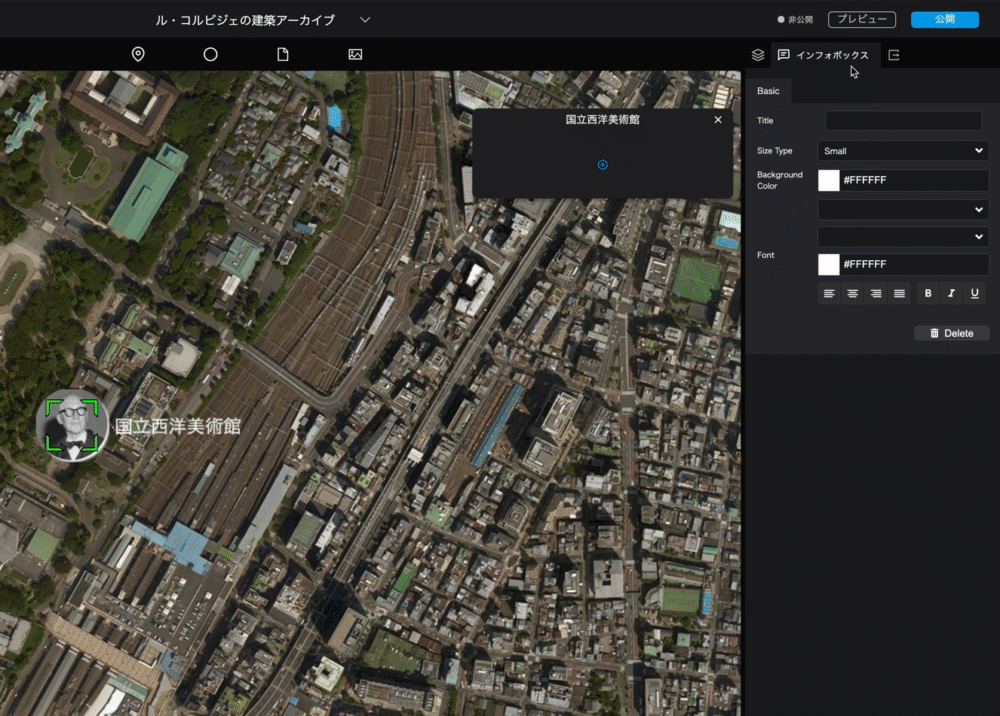 ル・コルビジェの建築アーカイブ
非公開
プレビュー
公開
インフォボックス
国立西洋美術館
国立西洋美術館
Basic
Title
Size Type
Small
Background
Color
#FFFFFF
Font
#FFFFFF
B
I
U
Delete